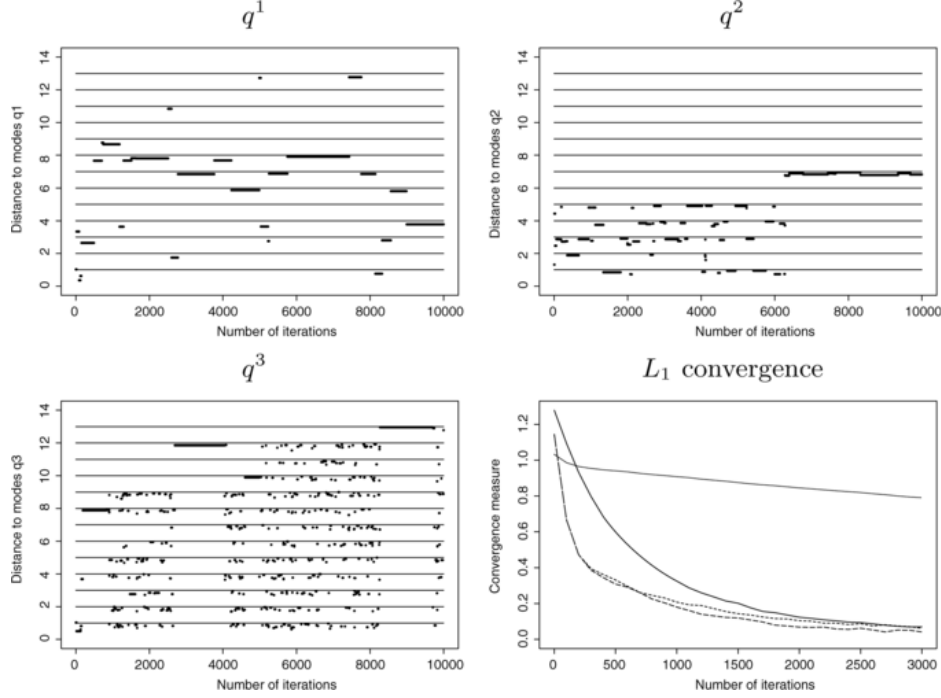 q¹
Distance to modes q1
14
12
10
8
6
4
2
0
0 2000 4000 6000 8000 10000
Number of iterations
q²
Distance to modes q2
14
12
10
8
6
4
2
0
0 2000 4000 6000 8000 10000
Number of iterations
q³
Distance to modes q3
14
12
10
8
6
4
2
0
0 2000 4000 6000 8000 10000
Number of iterations
L₁ convergence
Convergence measure
1.2
1.0
0.8
0.6
0.4
0.2
0.0
0 500 1000 1500 2000 2500 3000
Number of iterations